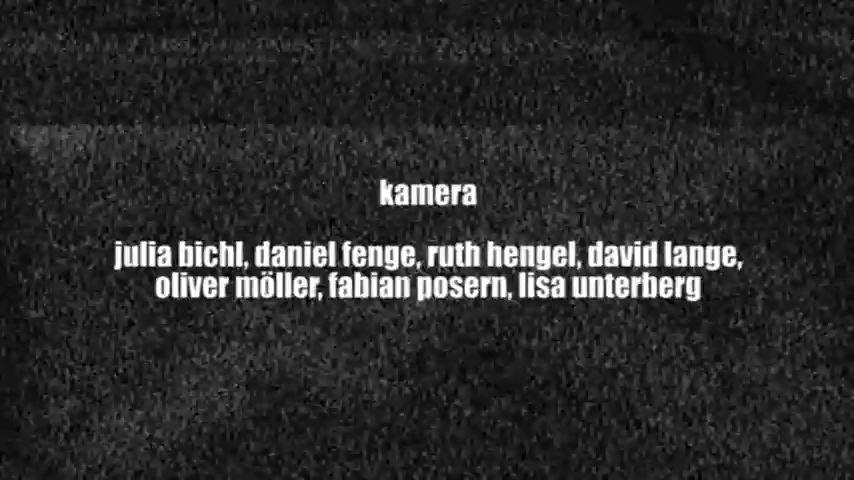 kamera
julia bichl, daniel fenge, ruth hengel, david lange,
oliver möller, fabian posern, lisa unterberg